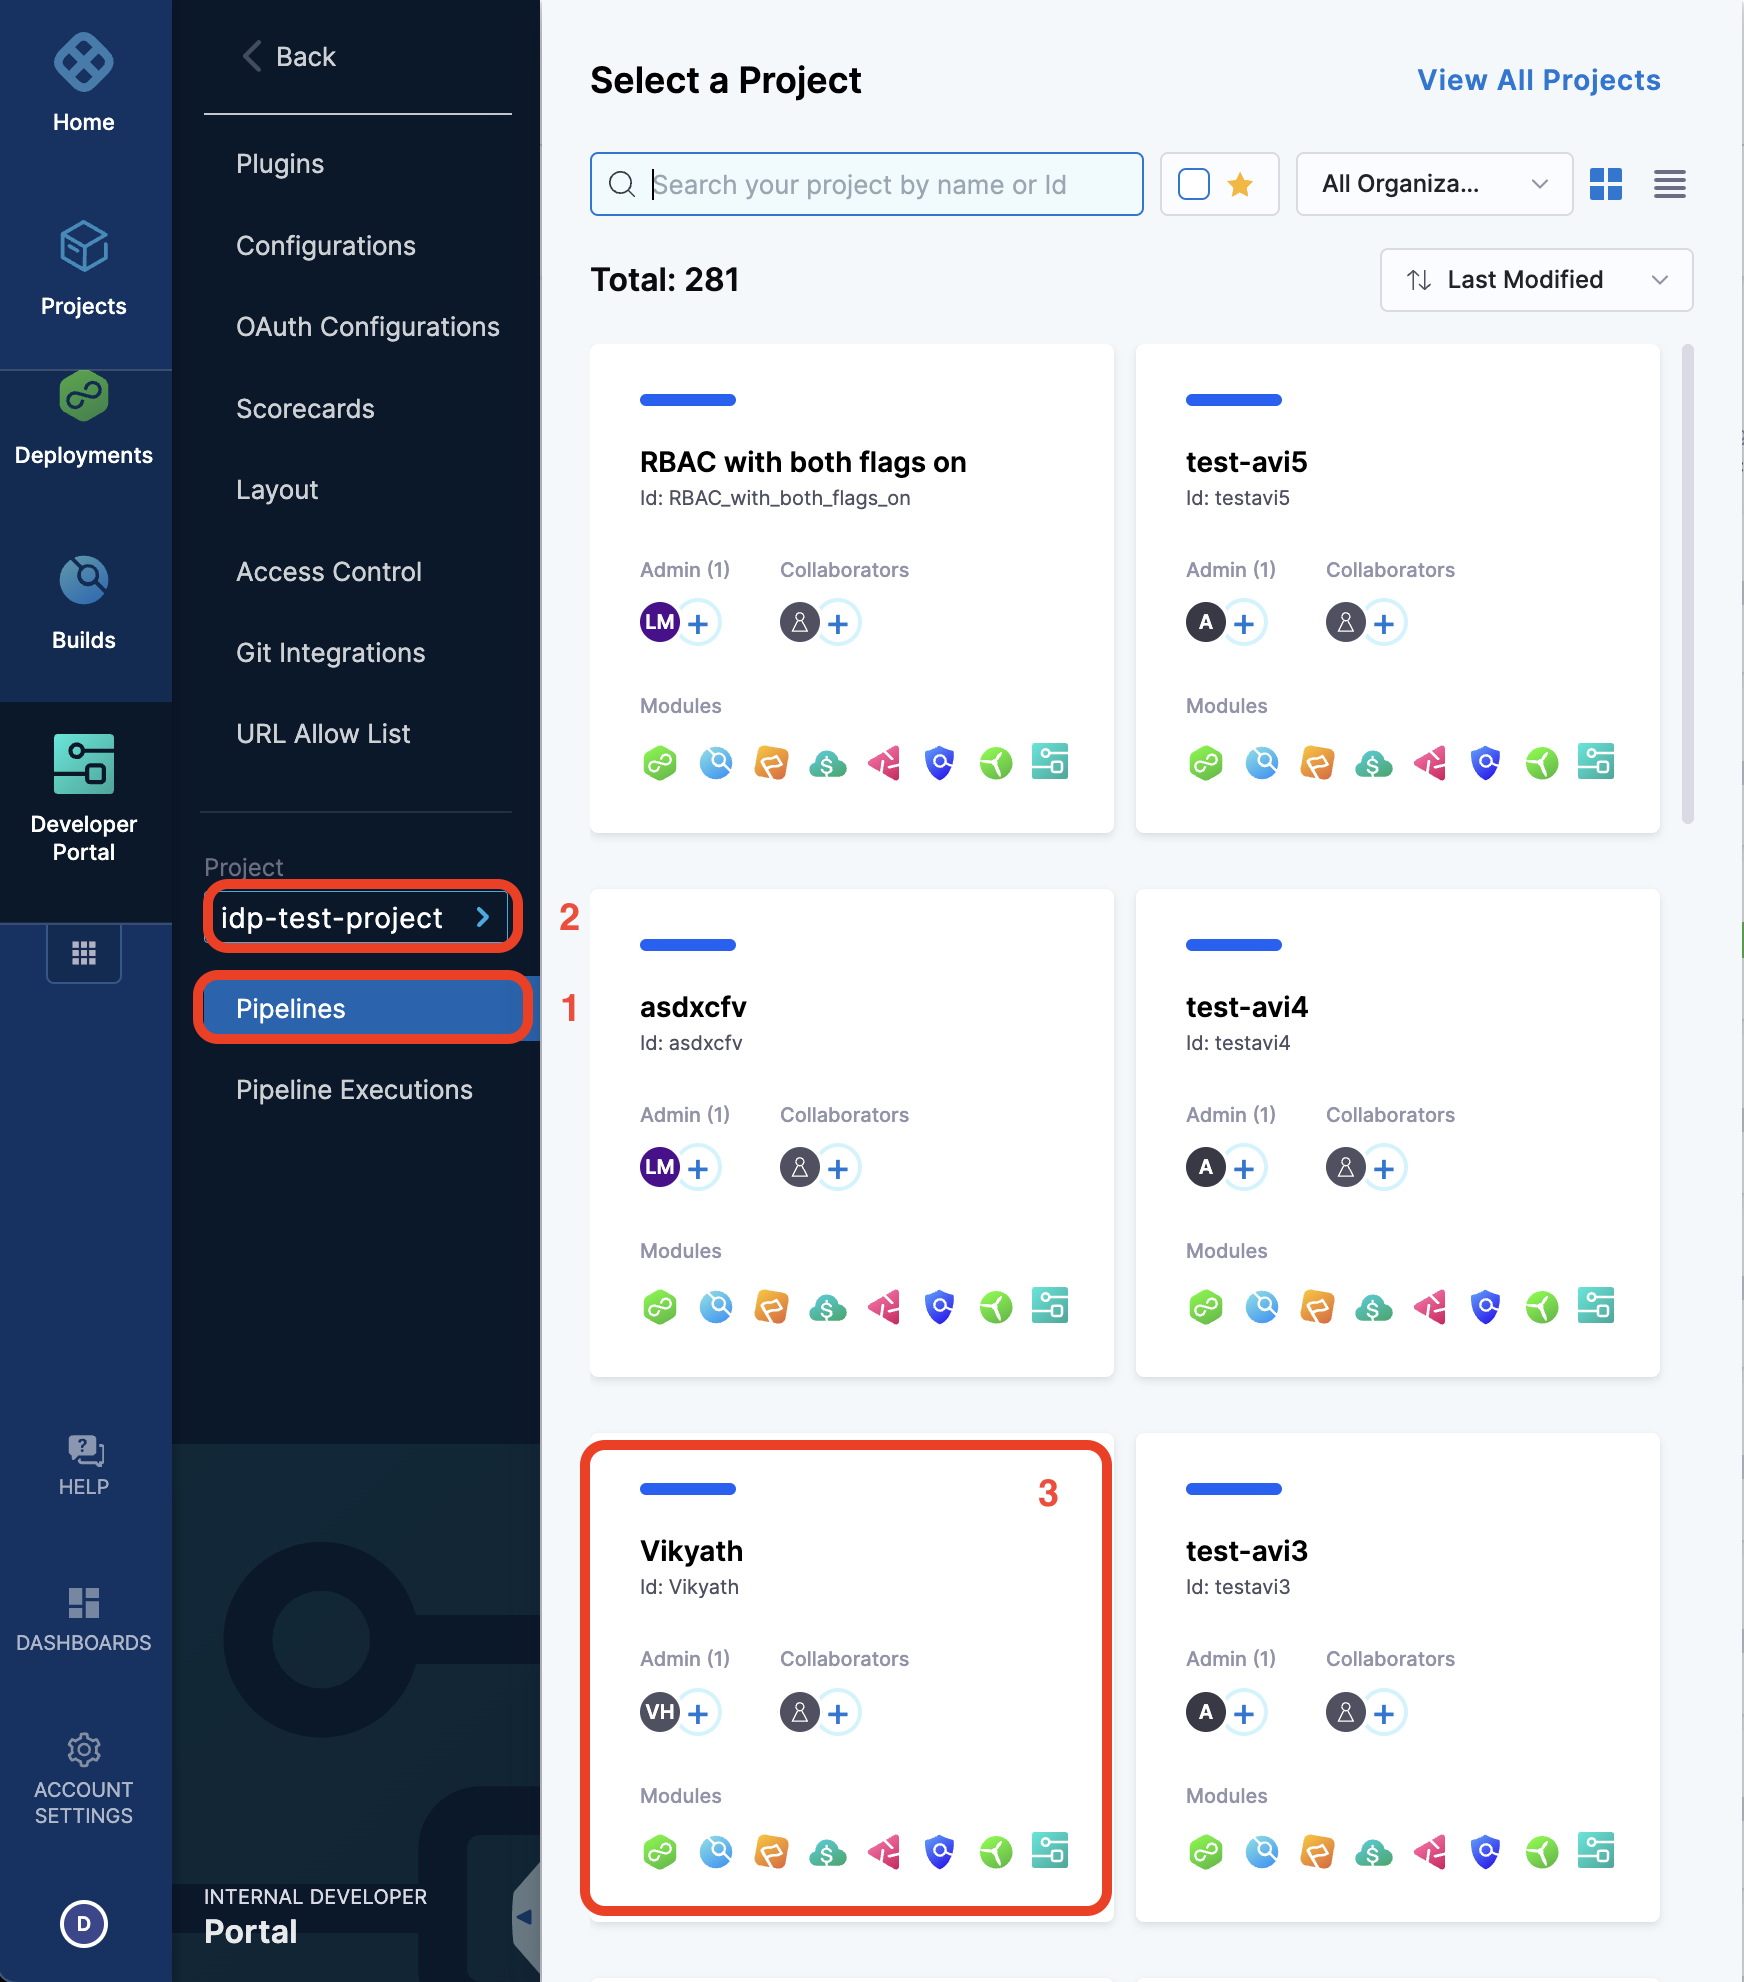 Home
Projects
Deployments
Builds
Developer
Portal
HELP
DASHBOARDS
ACCOUNT
SETTINGS
D
Back
Plugins
Configurations
OAuth Configurations
Scorecards
Layout
Access Control
Git Integrations
URL Allow List
Project
idp-test-project
2
Pipelines
1
Pipeline Executions
INTERNAL DEVELOPER
Portal
Select a Project
View All Projects
Search your project by name or Id
All Organiza...
Total: 281
Last Modified
RBAC with both flags on
Id: RBAC_with_both_flags_on
Admin (1) Collaborators
LM
Modules
test-avi5
Id: testavi5
Admin (1) Collaborators
A
Modules
asdxcfv
Id: asdxcfv
Admin (1) Collaborators
LM
Modules
test-avi4
Id: testavi4
Admin (1) Collaborators
A
Modules
3
Vikyath
Id: Vikyath
Admin (1) Collaborators
VH
Modules
test-avi3
Id: testavi3
Admin (1) Collaborators
A
Modules